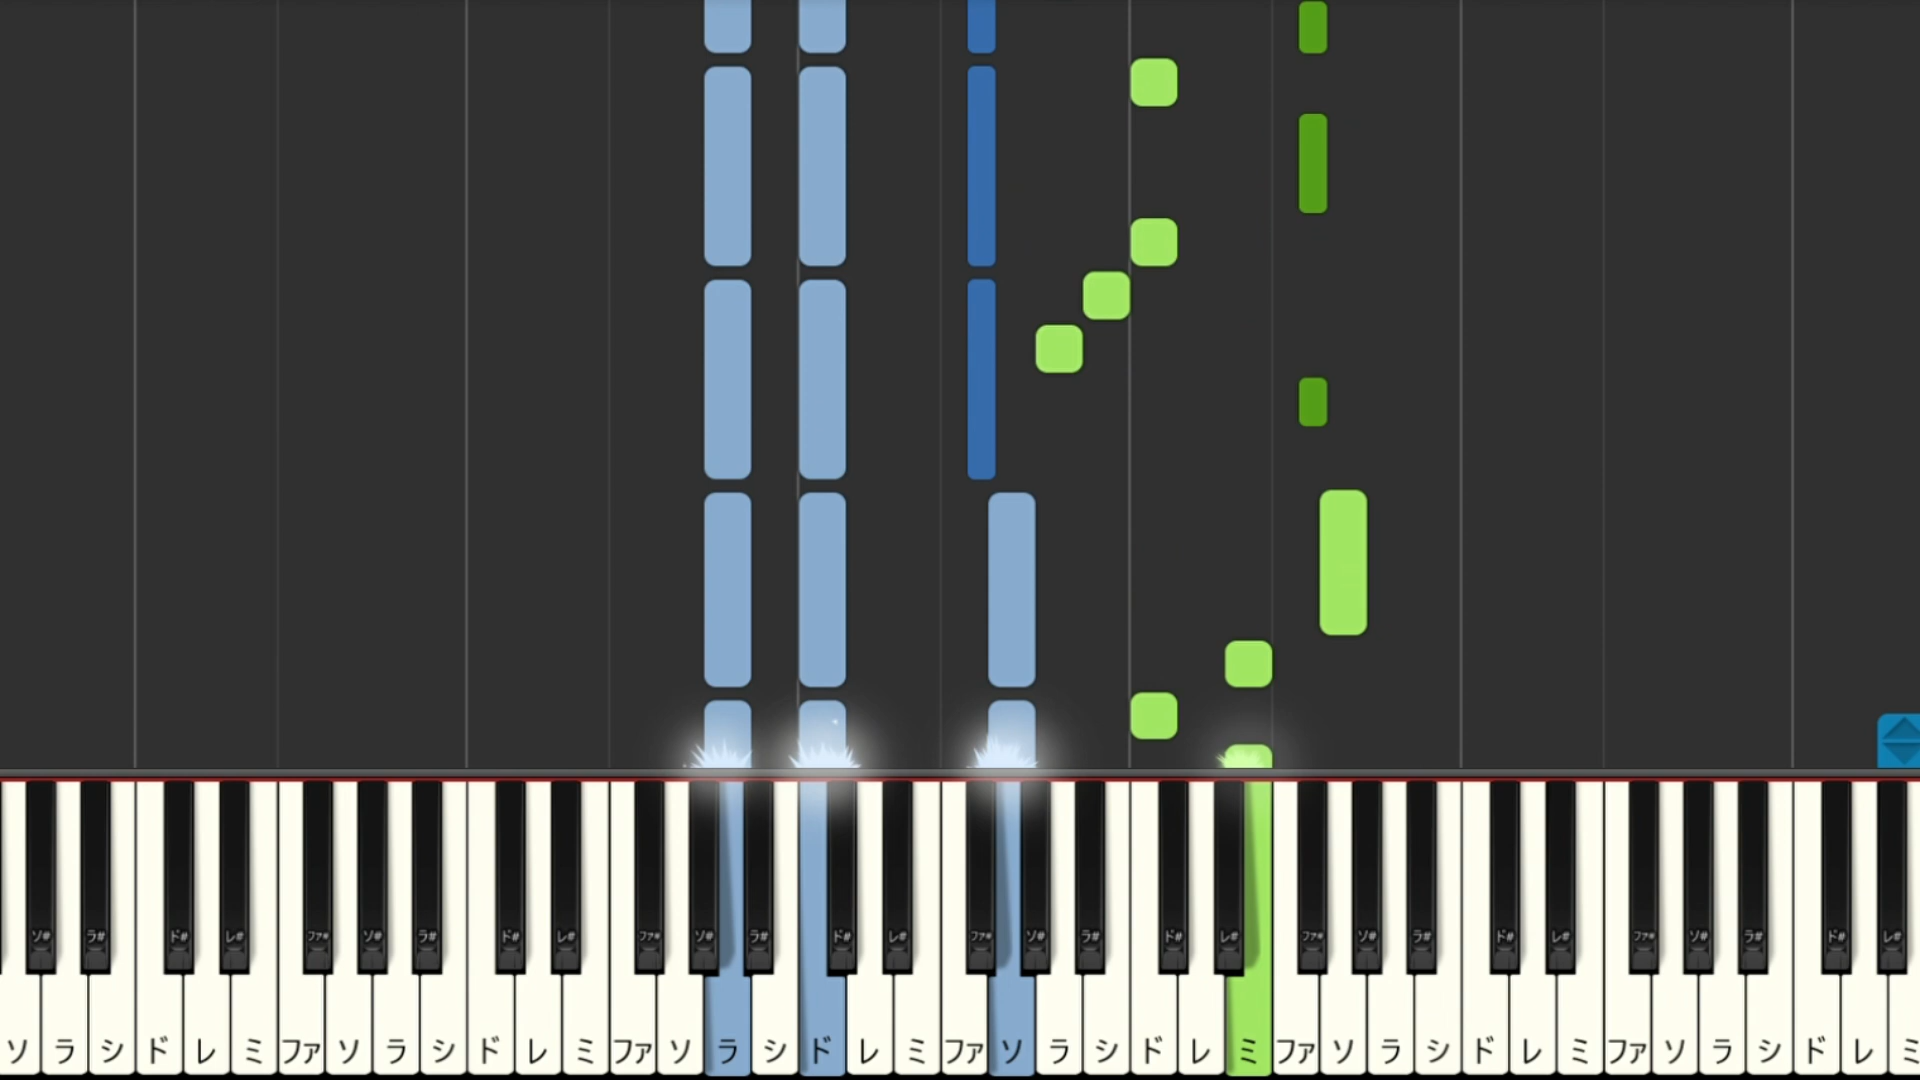 ソ# ラ# ド# レ# ファ# ソ# ラ# ド# レ# ファ# ソ# ラ# ド# レ# ファ# ソ# ラ# ド# レ# ファ# ソ# ラ# ド# レ# ファ# ソ# ラ# ド# レ#
ソ ラ シ ド レ ミ ファ ソ ラ シ ド レ ミ ファ ソ ラ シ ド レ ミ ファ ソ ラ シ ド レ ミ ファ ソ ラ シ ド レ ミ ファ ソ ラ シ ド レ ミ